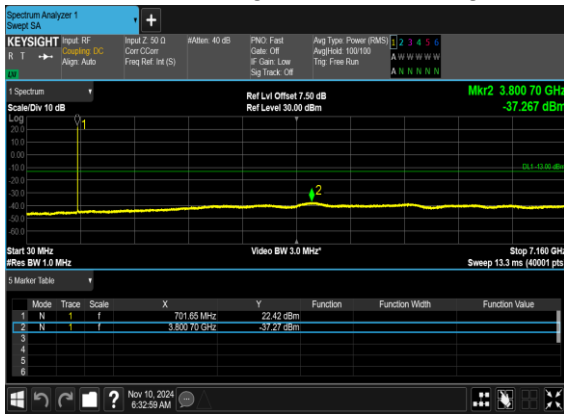 Spectrum Analyzer 1
Swept SA
+
KEYSIGHT Input: RF Input Z: 50 Ω #Atten: 40 dB PNO: Fast Avg Type: Power (RMS) 1 2 3 4 5 6
R T Coupling: DC Corr CCorr Gate: Off Avg|Hold: 100/100 A W W W W W
Align: Auto Freq Ref: Int (S) IF Gain: Low Trig: Free Run
Sig Track: Off A N N N N N
1 Spectrum Ref Lvl Offset 7.50 dB Mkr2 3.800 70 GHz
Scale/Div 10 dB Ref Level 30.00 dBm -37.267 dBm
Log
20.0
10.0
0.00
-10.0
-20.0
-30.0
-40.0
-50.0
-60.0
1
2
DL1 -13.00 dBm
Start 30 MHz Video BW 3.0 MHz* Stop 7.160 GHz
#Res BW 1.0 MHz Sweep 13.3 ms (40001 pts)
5 Marker Table
Mode Trace Scale X Y Function Function Width Function Value
1 N 1 f 701.65 MHz 22.42 dBm
2 N 1 f 3.800 70 GHz -37.27 dBm
3
4
5
6
? Nov 10, 2024
6:32:59 AM